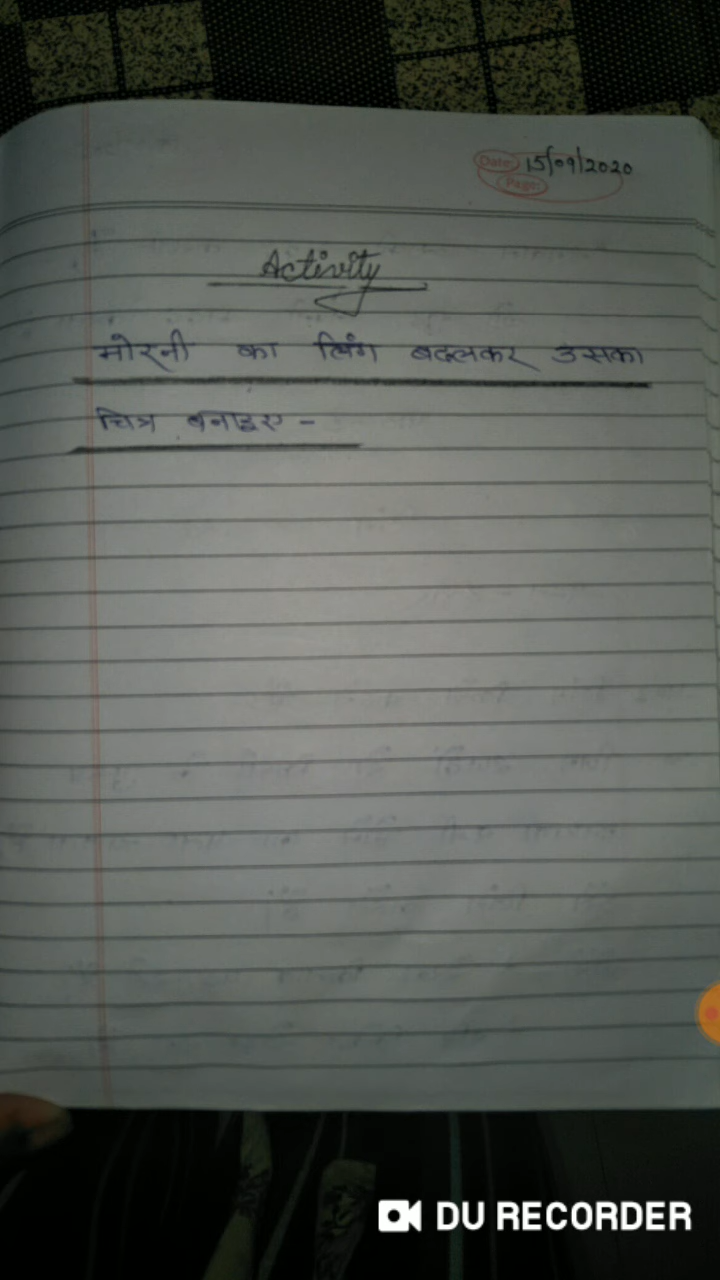 Date: 15/09/2020
Page:
Activity
मोरनी का लिंग बदलकर उसका
चित्र बनाइए -
DU RECORDER